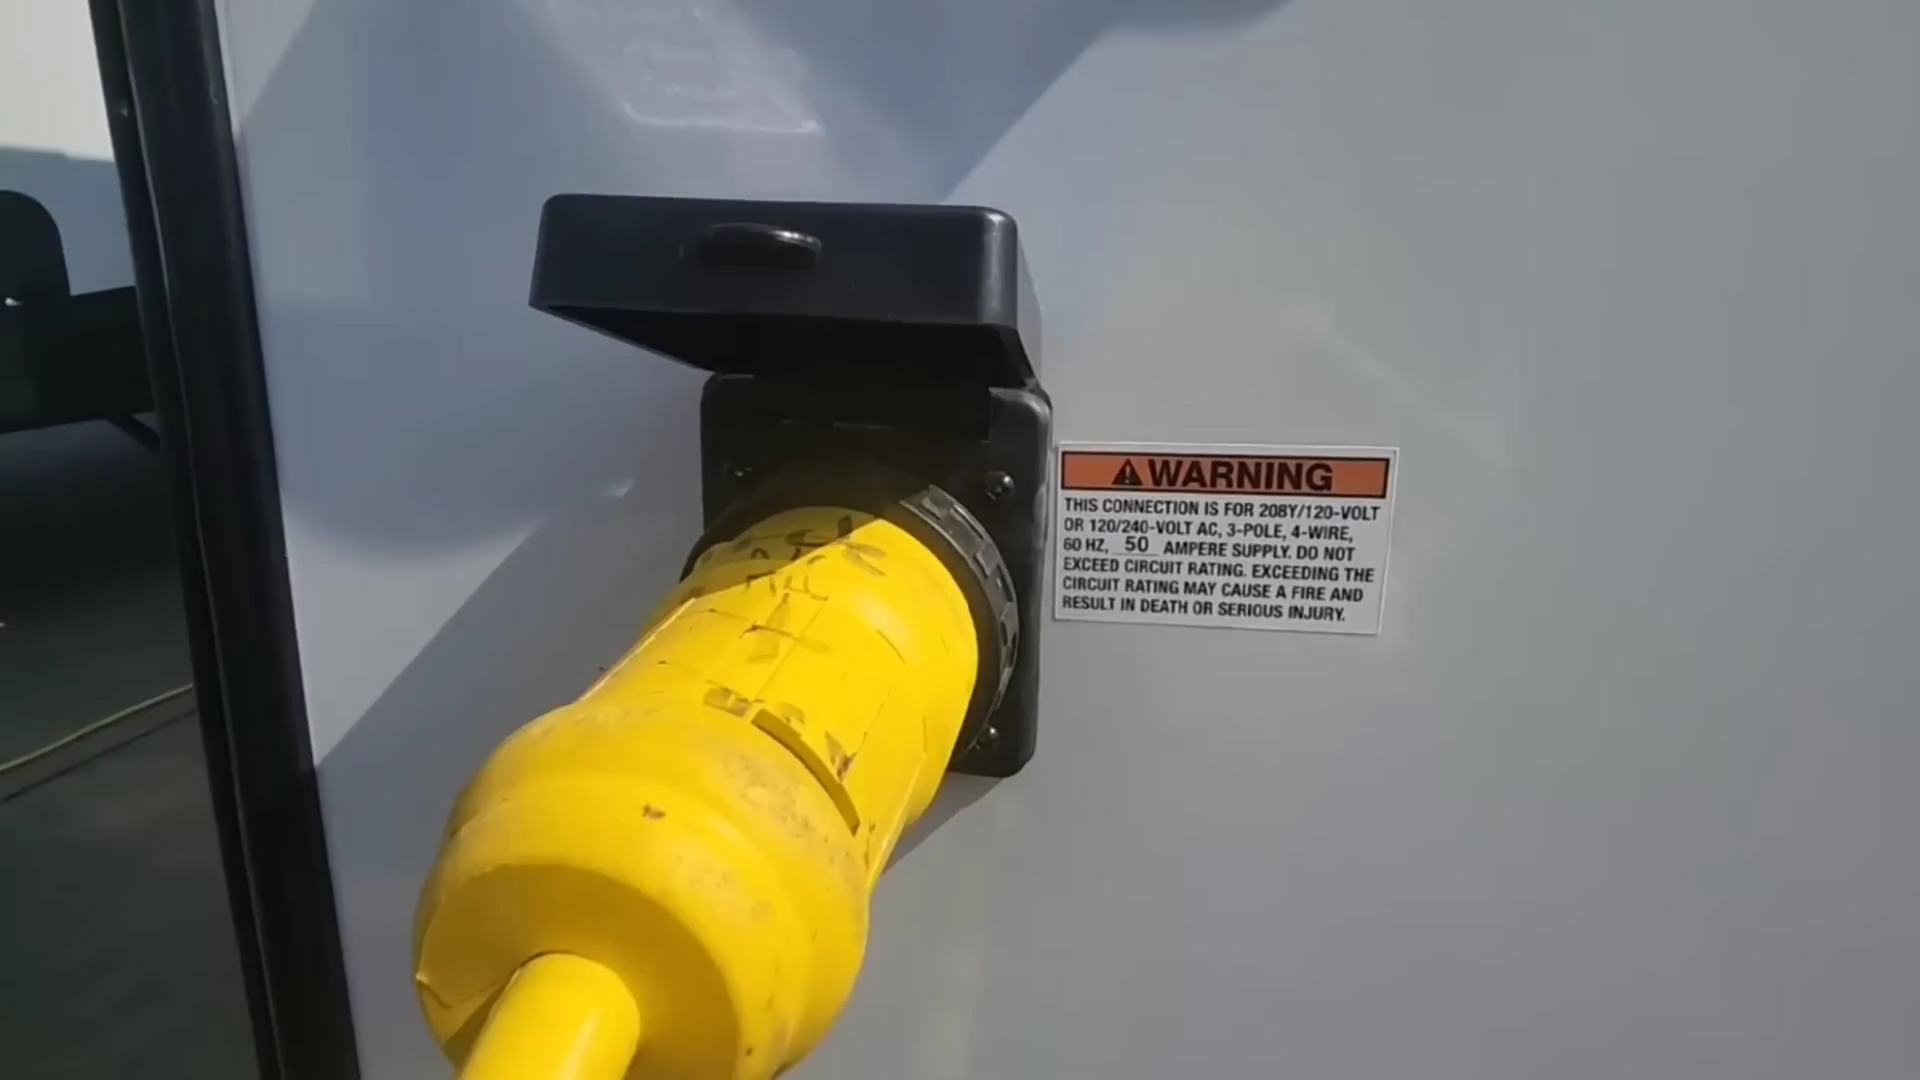 WARNING
THIS CONNECTION IS FOR 208Y/120-VOLT
OR 120/240-VOLT AC, 3-POLE, 4-WIRE,
60 HZ, 50 AMPERE SUPPLY. DO NOT
EXCEED CIRCUIT RATING. EXCEEDING THE
CIRCUIT RATING MAY CAUSE A FIRE AND
RESULT IN DEATH OR SERIOUS INJURY.